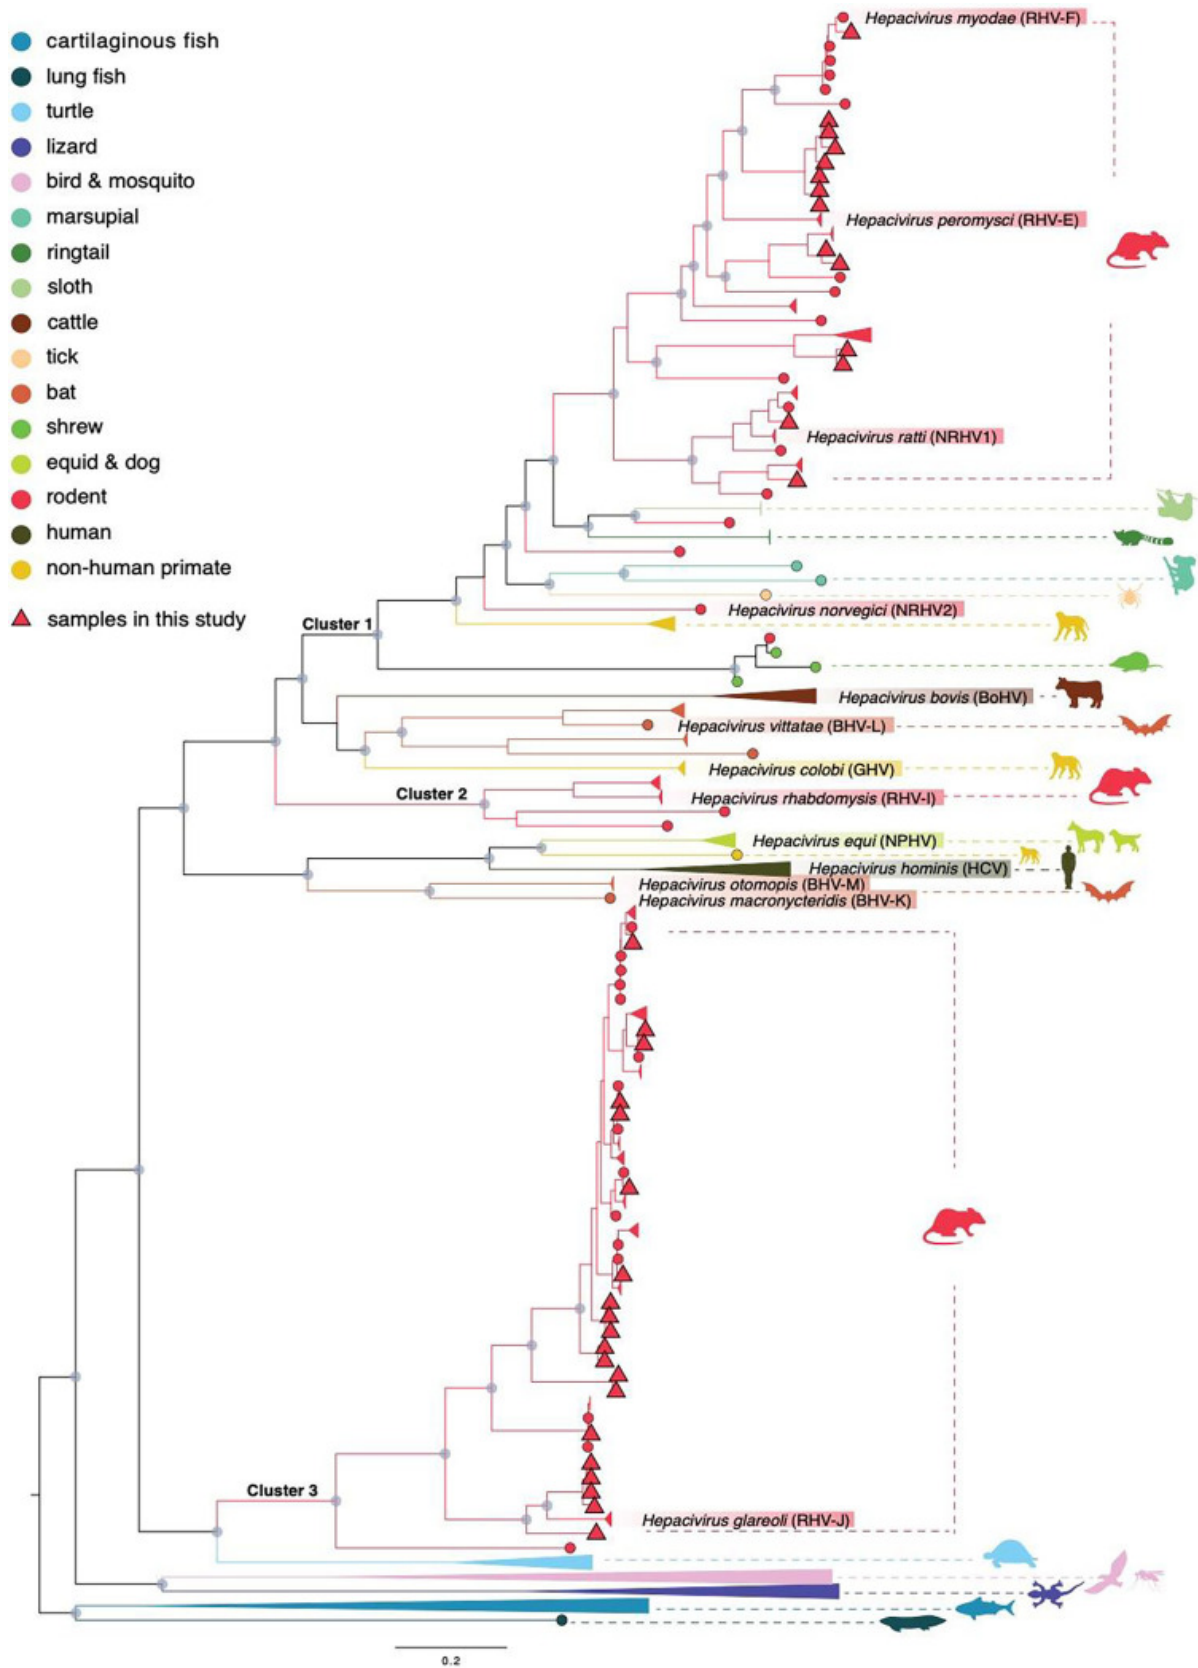 cartilaginous fish
lung fish
turtle
lizard
bird & mosquito
marsupial
ringtail
sloth
cattle
tick
bat
shrew
equid & dog
rodent
human
non-human primate
samples in this study
Hepacivirus myodae (RHV-F)
Hepacivirus peromysci (RHV-E)
Hepacivirus ratti (NRHV1)
Hepacivirus norvegici (NRHV2)
Cluster 1
Hepacivirus bovis (BoHV)
Hepacivirus vittatae (BHV-L)
Hepacivirus colobi (GHV)
Cluster 2
Hepacivirus rhabdomysis (RHV-I)
Hepacivirus equi (NPHV)
Hepacivirus hominis (HCV)
Hepacivirus otomopis (BHV-M)
Hepacivirus macronycteridis (BHV-K)
Cluster 3
Hepacivirus glareoli (RHV-J)
0.2